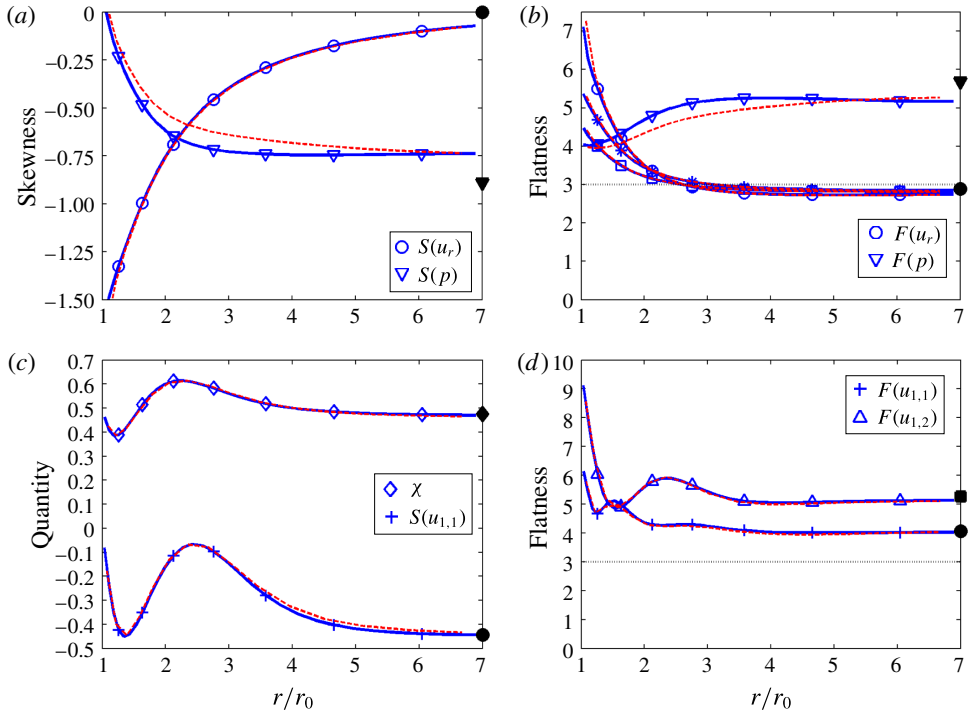 (a)
0
−0.25
−0.50
−0.75
−1.00
−1.25
−1.50
Skewness
S(u_r)
S(p)
1 2 3 4 5 6 7
(b)
7
6
5
4
3
2
1
0
Flatness
F(u_r)
F(p)
1 2 3 4 5 6 7
(c)
0.7
0.6
0.5
0.4
0.3
0.2
0.1
0
−0.1
−0.2
−0.3
−0.4
−0.5
Quantity
χ
S(u_{1,1})
1 2 3 4 5 6 7
r/r_0
(d)
10
9
8
7
6
5
4
3
2
1
0
Flatness
F(u_{1,1})
F(u_{1,2})
1 2 3 4 5 6 7
r/r_0